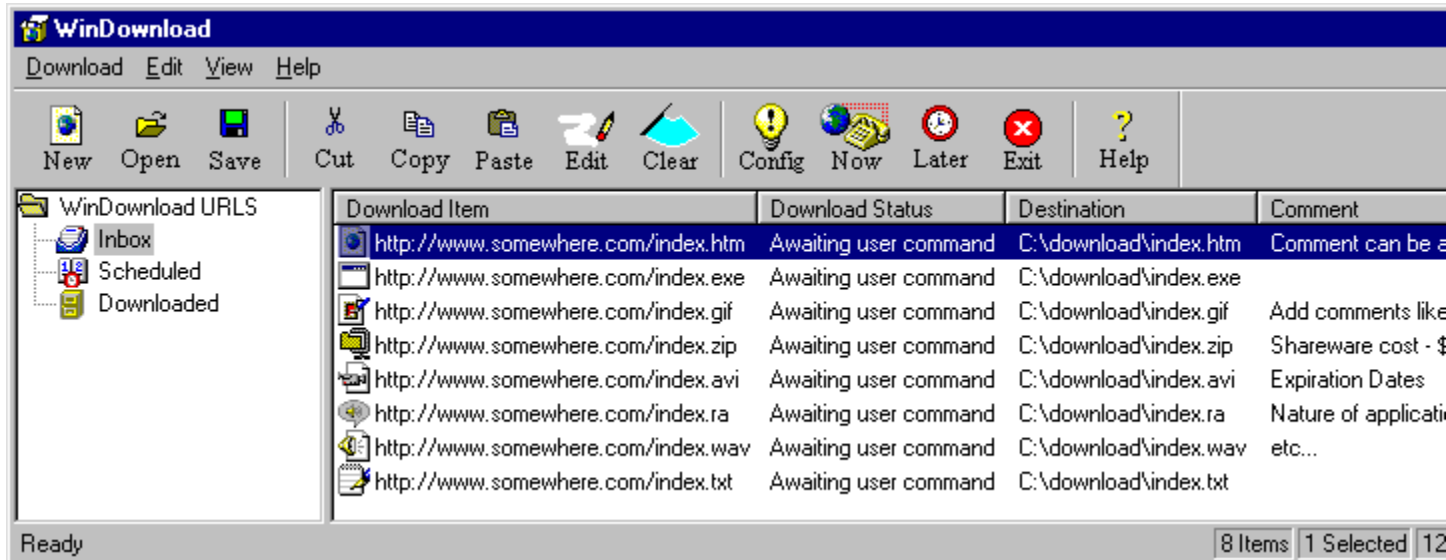 WinDownload
Download Edit View Help
New Open Save Cut Copy Paste Edit Clear Config Now Later Exit Help
WinDownload URLS
Inbox
Scheduled
Downloaded
Download Item Download Status Destination Comment
http://www.somewhere.com/index.htm Awaiting user command C:\download\index.htm Comment can be a
http://www.somewhere.com/index.exe Awaiting user command C:\download\index.exe
http://www.somewhere.com/index.gif Awaiting user command C:\download\index.gif Add comments like
http://www.somewhere.com/index.zip Awaiting user command C:\download\index.zip Shareware cost - $
http://www.somewhere.com/index.avi Awaiting user command C:\download\index.avi Expiration Dates
http://www.somewhere.com/index.ra Awaiting user command C:\download\index.ra Nature of applicati
http://www.somewhere.com/index.wav Awaiting user command C:\download\index.wav etc...
http://www.somewhere.com/index.txt Awaiting user command C:\download\index.txt
Ready 8 Items 1 Selected 12